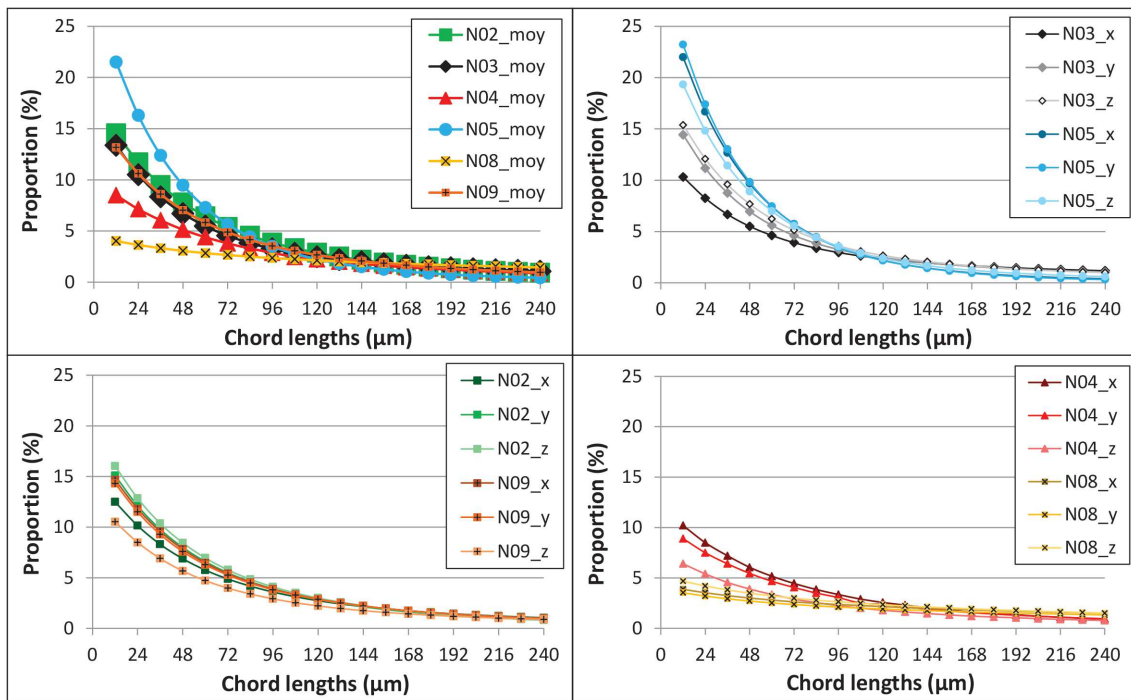 25
20
15
10
5
0
Proportion (%)
0 24 48 72 96 120 144 168 192 216 240
Chord lengths (µm)
N02_moy
N03_moy
N04_moy
N05_moy
N08_moy
N09_moy
25
20
15
10
5
0
Proportion (%)
0 24 48 72 96 120 144 168 192 216 240
Chord lengths (µm)
N03_x
N03_y
N03_z
N05_x
N05_y
N05_z
25
20
15
10
5
0
Proportion (%)
0 24 48 72 96 120 144 168 192 216 240
Chord lengths (µm)
N02_x
N02_y
N02_z
N09_x
N09_y
N09_z
25
20
15
10
5
0
Proportion (%)
0 24 48 72 96 120 144 168 192 216 240
Chord lengths (µm)
N04_x
N04_y
N04_z
N08_x
N08_y
N08_z